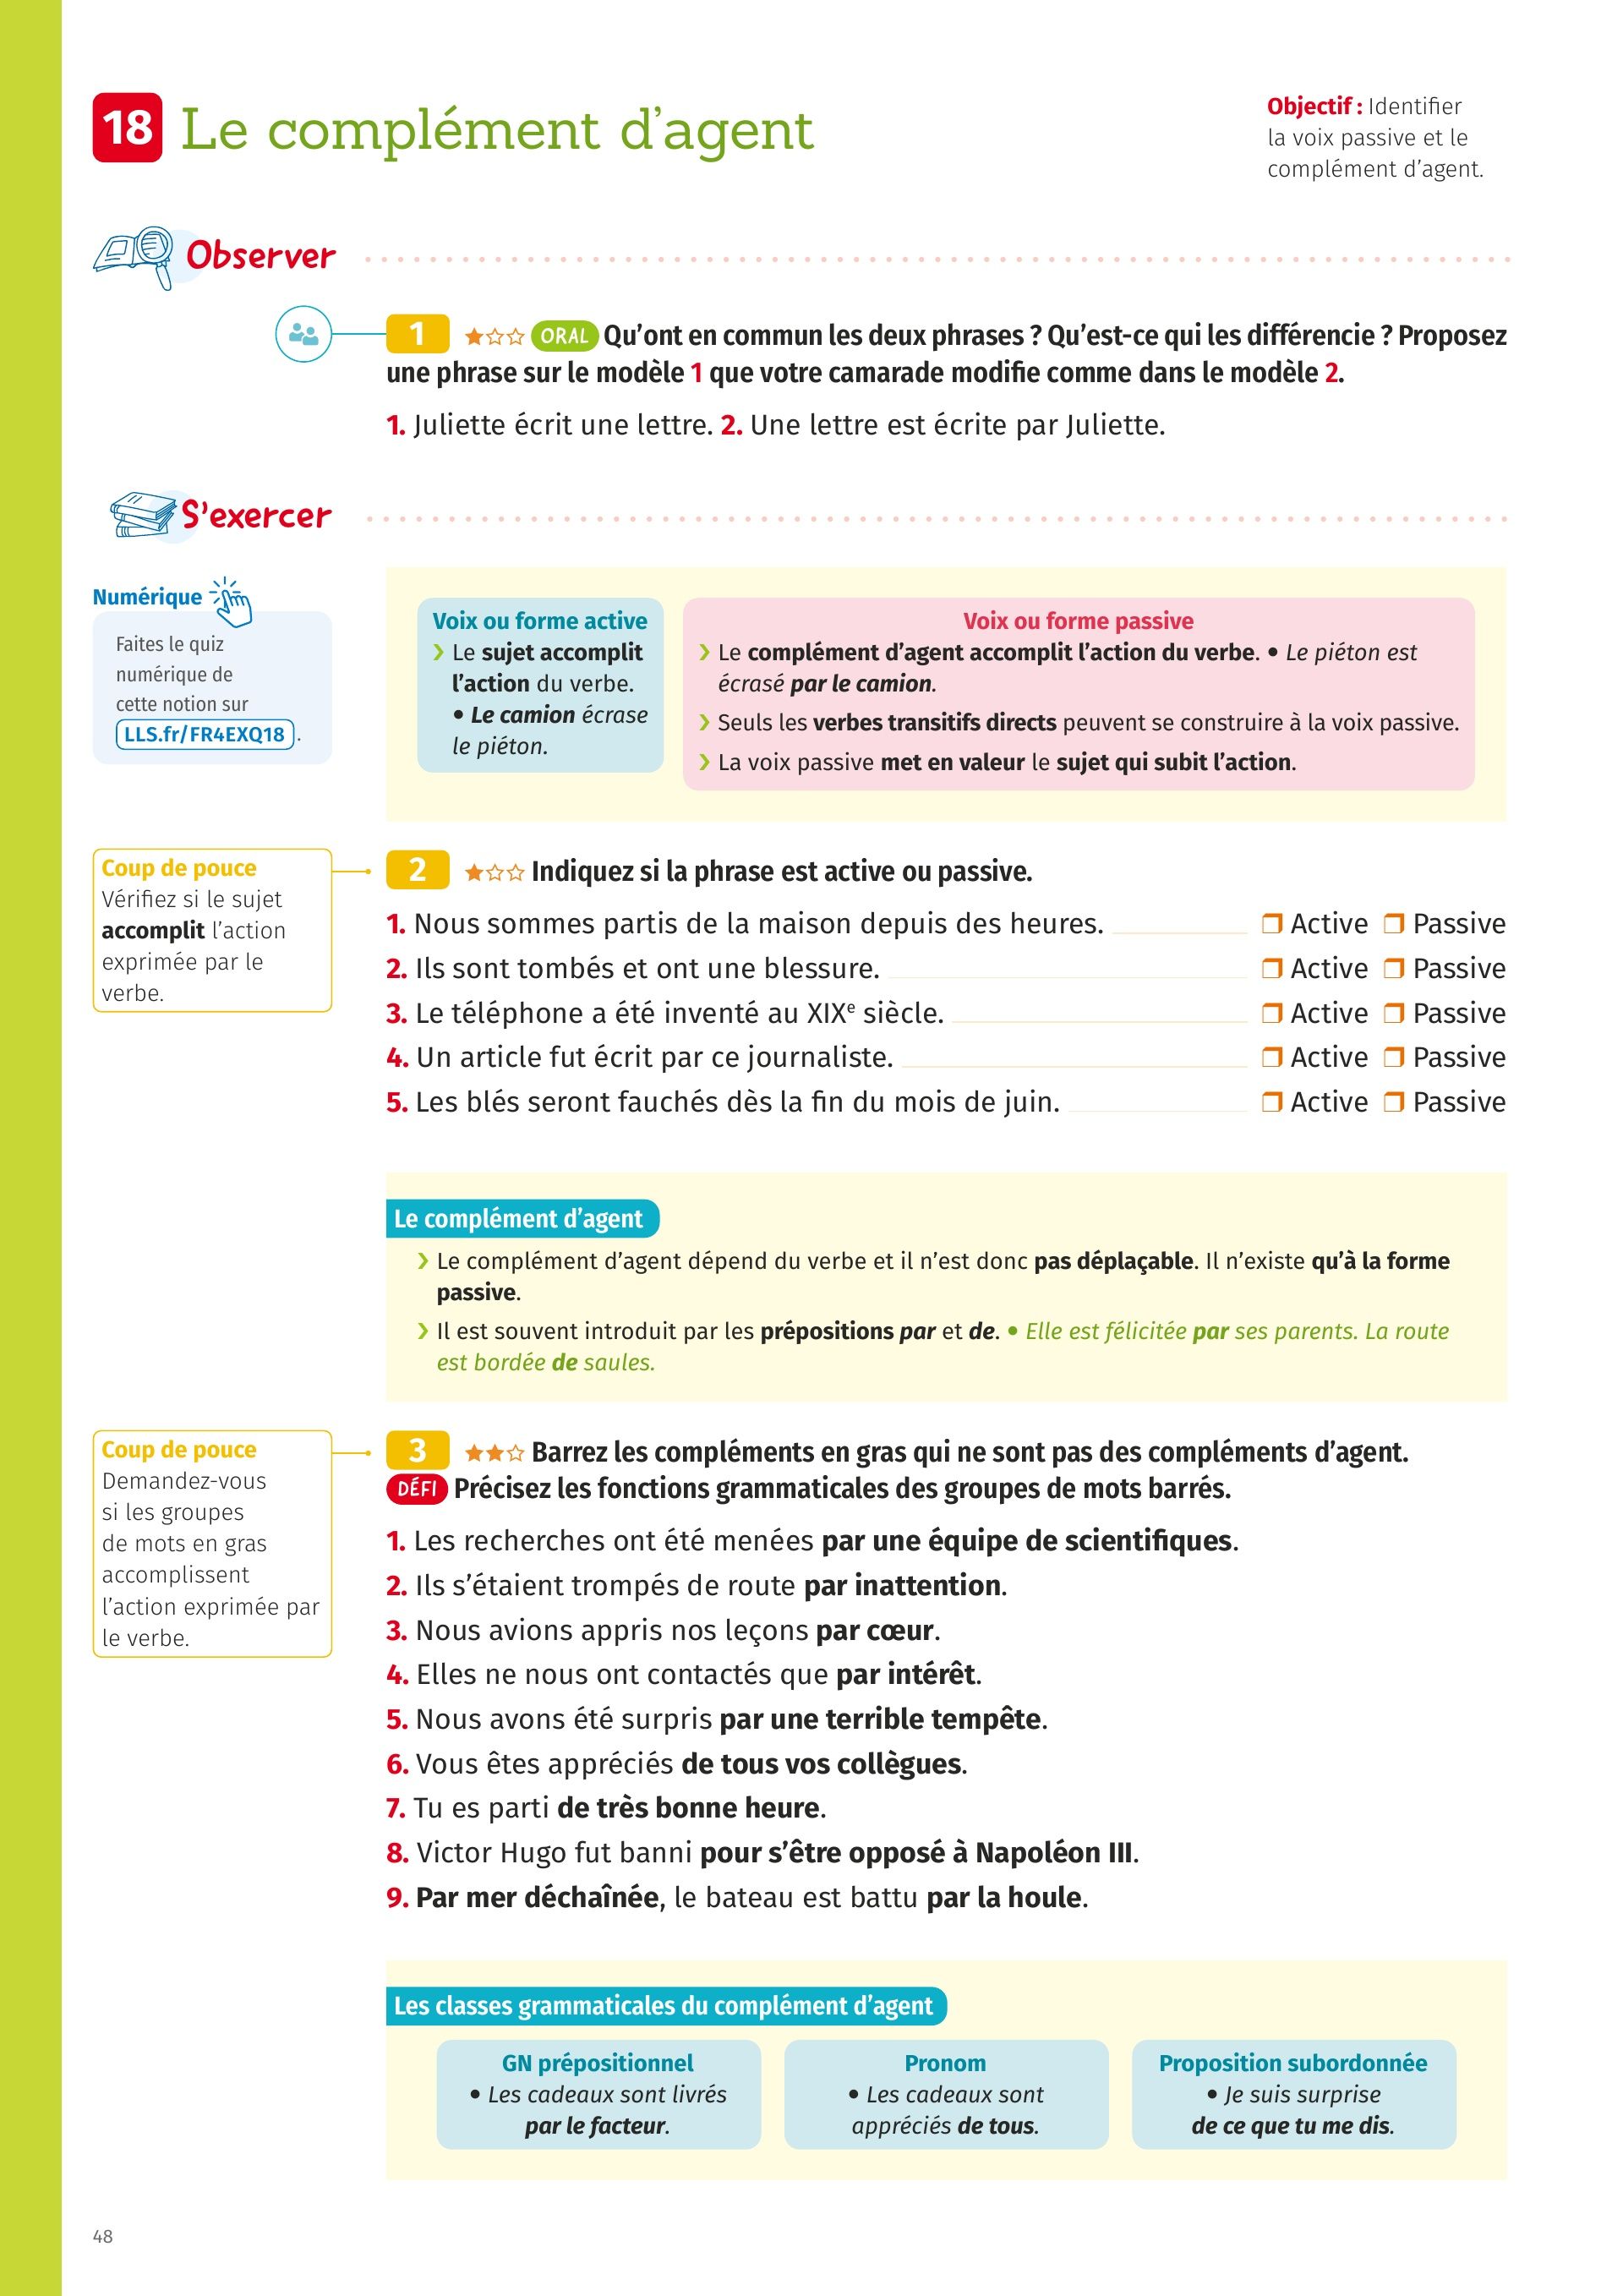 18 Le complément d’agent
Objectif : Identifier
la voix passive et le
complément d’agent.
Observer
1 ORAL Qu’ont en commun les deux phrases ? Qu’est-ce qui les différencie ? Proposez
une phrase sur le modèle 1 que votre camarade modifie comme dans le modèle 2.
1. Juliette écrit une lettre. 2. Une lettre est écrite par Juliette.
S’exercer
Numérique
Faites le quiz
numérique de
cette notion sur
LLS.fr/FR4EXQ18.
Voix ou forme active
› Le sujet accomplit
l’action du verbe.
• Le camion écrase
le piéton.
Voix ou forme passive
› Le complément d’agent accomplit l’action du verbe. • Le piéton est
écrasé par le camion.
› Seuls les verbes transitifs directs peuvent se construire à la voix passive.
› La voix passive met en valeur le sujet qui subit l’action.
Coup de pouce
Vérifiez si le sujet
accomplit l’action
exprimée par le
verbe.
2 Indiquez si la phrase est active ou passive.
1. Nous sommes partis de la maison depuis des heures. ❒ Active ❒ Passive
2. Ils sont tombés et ont une blessure. ❒ Active ❒ Passive
3. Le téléphone a été inventé au XIXe siècle. ❒ Active ❒ Passive
4. Un article fut écrit par ce journaliste. ❒ Active ❒ Passive
5. Les blés seront fauchés dès la fin du mois de juin. ❒ Active ❒ Passive
Le complément d’agent
› Le complément d’agent dépend du verbe et il n’est donc pas déplaçable. Il n’existe qu’à la forme
passive.
› Il est souvent introduit par les prépositions par et de. • Elle est félicitée par ses parents. La route
est bordée de saules.
Coup de pouce
Demandez-vous
si les groupes
de mots en gras
accomplissent
l’action exprimée par
le verbe.
3 Barrez les compléments en gras qui ne sont pas des compléments d’agent.
DÉFI Précisez les fonctions grammaticales des groupes de mots barrés.
1. Les recherches ont été menées par une équipe de scientifiques.
2. Ils s’étaient trompés de route par inattention.
3. Nous avions appris nos leçons par cœur.
4. Elles ne nous ont contactés que par intérêt.
5. Nous avons été surpris par une terrible tempête.
6. Vous êtes appréciés de tous vos collègues.
7. Tu es parti de très bonne heure.
8. Victor Hugo fut banni pour s’être opposé à Napoléon III.
9. Par mer déchaînée, le bateau est battu par la houle.
Les classes grammaticales du complément d’agent
GN prépositionnel
• Les cadeaux sont livrés
par le facteur.
Pronom
• Les cadeaux sont
appréciés de tous.
Proposition subordonnée
• Je suis surprise
de ce que tu me dis.
48